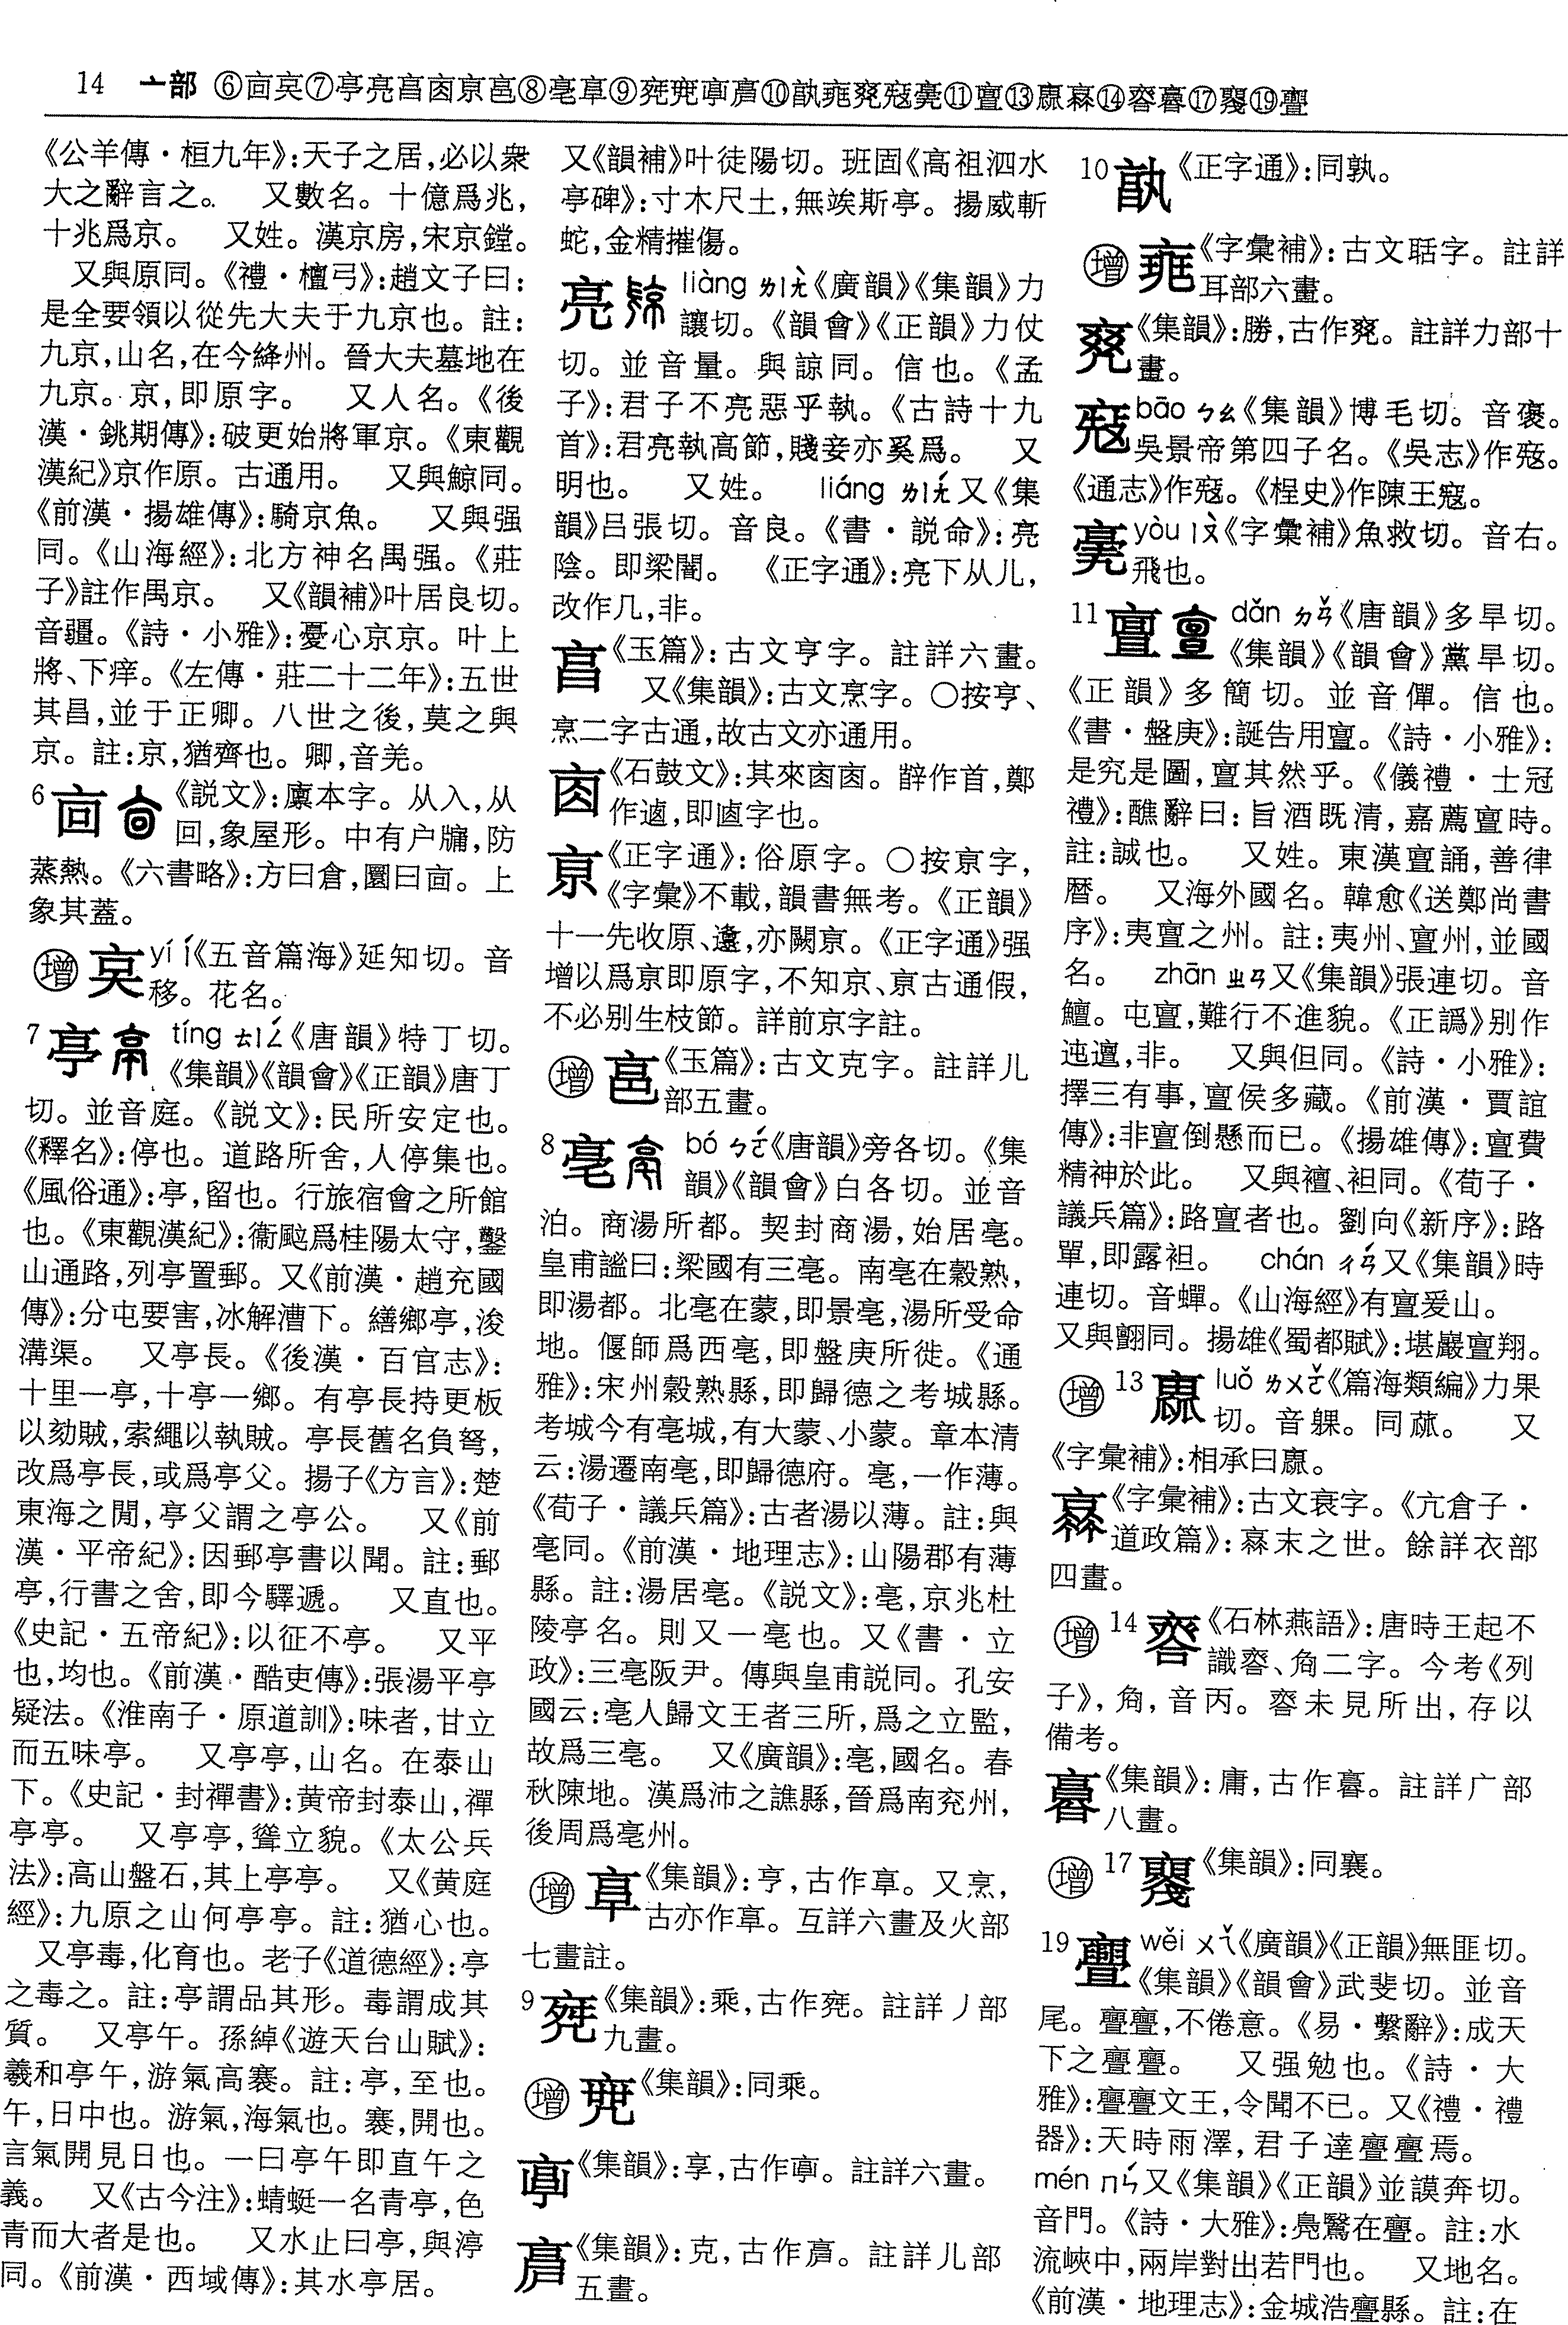 14 亠部 ⑥㐭㐌⑦亭亮亯京⑧亳⑨⑩⑪亶⑬⑭⑰⑲亹
《公羊傳·桓九年》:天子之居,必以衆
大之辭言之。 又數名。十億爲兆,
十兆爲京。 又姓。漢京房,宋京鏜。
又與原同。《禮·檀弓》:趙文子曰:
是全要領以從先大夫于九京也。註:
九京,山名,在今絳州。晉大夫墓地在
九京。京,即原字。 又人名。《後
漢·銚期傳》:破更始將軍京。《東觀
漢紀》京作原。古通用。 又與鯨同。
《前漢·揚雄傳》:騎京魚。 又與强
同。《山海經》:北方神名禺强。《莊
子》註作禺京。 又《韻補》叶居良切。
音疆。《詩·小雅》:憂心京京。叶上
將、下痒。《左傳·莊二十二年》:五世
其昌,並于正卿。八世之後,莫之與
京。註:京,猶齊也。卿,音羌。
6 㐭 《説文》:廩本字。从入,从
回,象屋形。中有户牖,防
蒸熱。《六書略》:方曰倉,圜曰㐭。上
象其蓋。
增 yí ㄧˊ《五音篇海》延知切。音
移。花名。
7 亭 tíng ㄊㄧㄥˊ《唐韻》特丁切。
《集韻》《韻會》《正韻》唐丁
切。並音庭。《説文》:民所安定也。
《釋名》:停也。道路所舍,人停集也。
《風俗通》:亭,留也。行旅宿會之所館
也。《東觀漢紀》:衞颯爲桂陽太守,鑿
山通路,列亭置郵。又《前漢·趙充國
傳》:分屯要害,冰解漕下。繕鄉亭,浚
溝渠。 又亭長。《後漢·百官志》:
十里一亭,十亭一鄉。有亭長持更板
以劾賊,索繩以執賊。亭長舊名負弩,
改爲亭長,或爲亭父。揚子《方言》:楚
東海之閒,亭父謂之亭公。 又《前
漢·平帝紀》:因郵亭書以聞。註:郵
亭,行書之舍,即今驛遞。 又直也。
《史記·五帝紀》:以征不亭。 又平
也,均也。《前漢·酷吏傳》:張湯平亭
疑法。《淮南子·原道訓》:味者,甘立
而五味亭。 又亭亭,山名。在泰山
下。《史記·封禪書》:黄帝封泰山,禪
亭亭。 又亭亭,聳立貌。《太公兵
法》:高山盤石,其上亭亭。 又《黄庭
經》:九原之山何亭亭。註:猶心也。
又亭毒,化育也。老子《道德經》:亭
之毒之。註:亭謂品其形。毒謂成其
質。 又亭午。孫綽《遊天台山賦》:
羲和亭午,游氣高褰。註:亭,至也。
午,日中也。游氣,海氣也。褰,開也。
言氣開見日也。一曰亭午即直午之
義。 又《古今注》:蜻蜓一名青亭,色
青而大者是也。 又水止曰亭,與渟
同。《前漢·西域傳》:其水亭居。
又《韻補》叶徒陽切。班固《高祖泗水
亭碑》:寸木尺土,無竢斯亭。揚威斬
蛇,金精摧傷。
亮 liàng ㄌㄧㄤˋ《廣韻》《集韻》力
讓切。《韻會》《正韻》力仗
切。並音量。與諒同。信也。《孟
子》:君子不亮惡乎執。《古詩十九
首》:君亮執高節,賤妾亦奚爲。 又
明也。 又姓。 liáng ㄌㄧㄤˊ又《集
韻》吕張切。音良。《書·説命》:亮
陰。即梁闇。 《正字通》:亮下从儿,
改作几,非。
亯 《玉篇》:古文亨字。註詳六畫。
又《集韻》:古文烹字。○按亨、
烹二字古通,故古文亦通用。
《石鼓文》:其來。辥作首,鄭
作逌,即卣字也。
亰 《正字通》:俗原字。○按亰字,
《字彙》不載,韻書無考。《正韻》
十一先收原、邍,亦闕亰。《正字通》强
增以爲亰即原字,不知京、亰古通假,
不必别生枝節。詳前京字註。
增 《玉篇》:古文克字。註詳儿
部五畫。
8 亳 bó ㄅㄛˊ《唐韻》旁各切。《集
韻》《韻會》白各切。並音
泊。商湯所都。契封商湯,始居亳。
皇甫謐曰:梁國有三亳。南亳在穀熟,
即湯都。北亳在蒙,即景亳,湯所受命
地。偃師爲西亳,即盤庚所徙。《通
雅》:宋州穀熟縣,即歸德之考城縣。
考城今有亳城,有大蒙、小蒙。章本清
云:湯遷南亳,即歸德府。亳,一作薄。
《荀子·議兵篇》:古者湯以薄。註:與
亳同。《前漢·地理志》:山陽郡有薄
縣。註:湯居亳。《説文》:亳,京兆杜
陵亭名。則又一亳也。又《書·立
政》:三亳阪尹。傳與皇甫説同。孔安
國云:亳人歸文王者三所,爲之立監,
故爲三亳。 又《廣韻》:亳,國名。春
秋陳地。漢爲沛之譙縣,晉爲南兖州,
後周爲亳州。
增 《集韻》:亨,古作。又烹,
古亦作。互詳六畫及火部
七畫註。
9 《集韻》:乘,古作。註詳丿部
九畫。
增 《集韻》:同乘。
《集韻》:享,古作。註詳六畫。
《集韻》:克,古作。註詳儿部
五畫。
10 《正字通》:同孰。
增 《字彙補》:古文聒字。註詳
耳部六畫。
《集韻》:勝,古作。註詳力部十
畫。
bāo ㄅㄠ《集韻》博毛切。音襃。
吳景帝第四子名。《吳志》作。
《通志》作。《桯史》作陳王。
yòu ㄧㄡˋ《字彙補》魚救切。音右。
飛也。
11 亶 dǎn ㄉㄢˇ《唐韻》多旱切。
《集韻》《韻會》黨旱切。
《正韻》多簡切。並音僤。信也。
《書·盤庚》:誕告用亶。《詩·小雅》:
是究是圖,亶其然乎。《儀禮·士冠
禮》:醮辭曰:旨酒既清,嘉薦亶時。
註:誠也。 又姓。東漢亶誦,善律
曆。 又海外國名。韓愈《送鄭尚書
序》:夷亶之州。註:夷州、亶州,並國
名。 zhān ㄓㄢ又《集韻》張連切。音
鱣。屯亶,難行不進貌。《正譌》别作
迍邅,非。 又與但同。《詩·小雅》:
擇三有事,亶侯多藏。《前漢·賈誼
傳》:非亶倒懸而已。《揚雄傳》:亶費
精神於此。 又與襢、袒同。《荀子·
議兵篇》:路亶者也。劉向《新序》:路
單,即露袒。 chán ㄔㄢˊ又《集韻》時
連切。音蟬。《山海經》有亶爰山。
又與翾同。揚雄《蜀都賦》:堪巖亶翔。
增 13 luǒ ㄌㄨㄛˇ《篇海類編》力果
切。音躶。同蓏。 又
《字彙補》:相承曰。
《字彙補》:古文衰字。《亢倉子·
道政篇》:末之世。餘詳衣部
四畫。
增 14 《石林燕語》:唐時王起不
識、二字。今考《列
子》,,音丙。未見所出,存以
備考。
《集韻》:庸,古作。註詳广部
八畫。
增 17 《集韻》:同襄。
19 亹 wěi ㄨㄟˇ《廣韻》《正韻》無匪切。
《集韻》《韻會》武斐切。並音
尾。亹亹,不倦意。《易·繫辭》:成天
下之亹亹。 又强勉也。《詩·大
雅》:亹亹文王,令聞不已。又《禮·禮
器》:天時雨澤,君子達亹亹焉。
mén ㄇㄣˊ又《集韻》《正韻》並謨奔切。
音門。《詩·大雅》:鳧鷖在亹。註:水
流峽中,兩岸對出若門也。 又地名。
《前漢·地理志》:金城浩亹縣。註:在